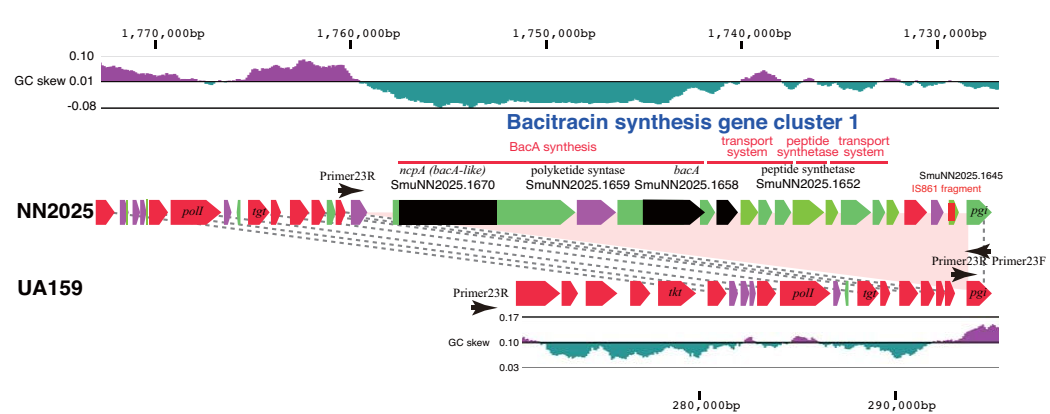 1,770,000bp 1,760,000bp 1,750,000bp 1,740,000bp 1,730,000bp
0.10
GC skew 0.01
-0.08
Bacitracin synthesis gene cluster 1
BacA synthesis transport system peptide synthetase transport system
ncpA (bacA-like) polyketide syntase bacA peptide synthetase
SmuNN2025.1670 SmuNN2025.1659 SmuNN2025.1658 SmuNN2025.1652 SmuNN2025.1645
IS861 fragment
Primer23R
NN2025 polI tgt pgi
Primer23R Primer23F
UA159
Primer23R tkt polI tgt pgi
0.17
GC skew 0.10
0.03
280,000bp 290,000bp